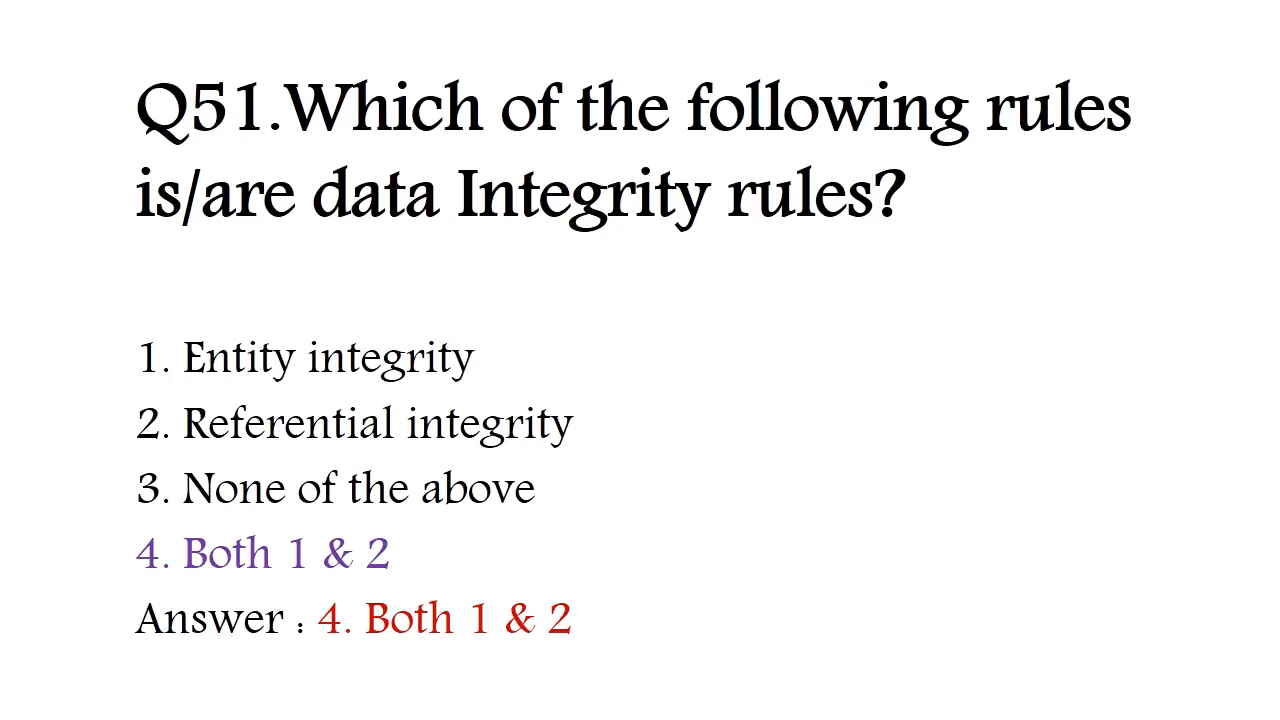 Q51.Which of the following rules
is/are data Integrity rules?
1. Entity integrity
2. Referential integrity
3. None of the above
4. Both 1 & 2
Answer : 4. Both 1 & 2